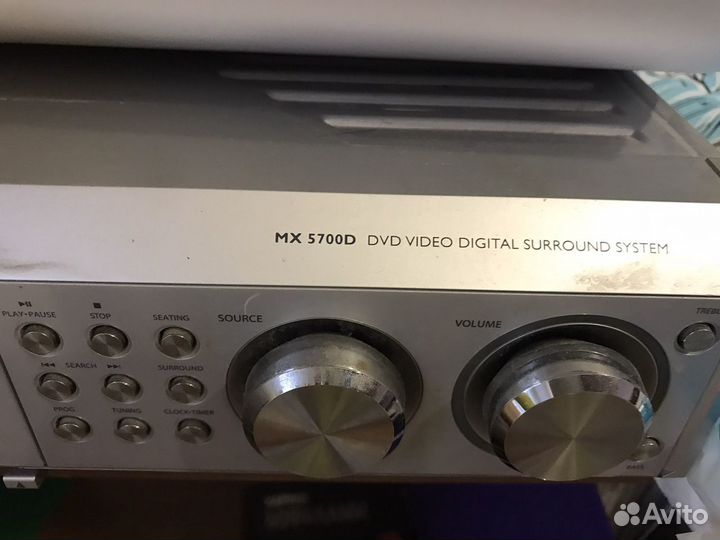 MX 5700D DVD VIDEO DIGITAL SURROUND SYSTEM
PLAY•PAUSE STOP SEATING SOURCE VOLUME
SEARCH SURROUND
PROG TUNING CLOCK/TIMER
BASS
Avito